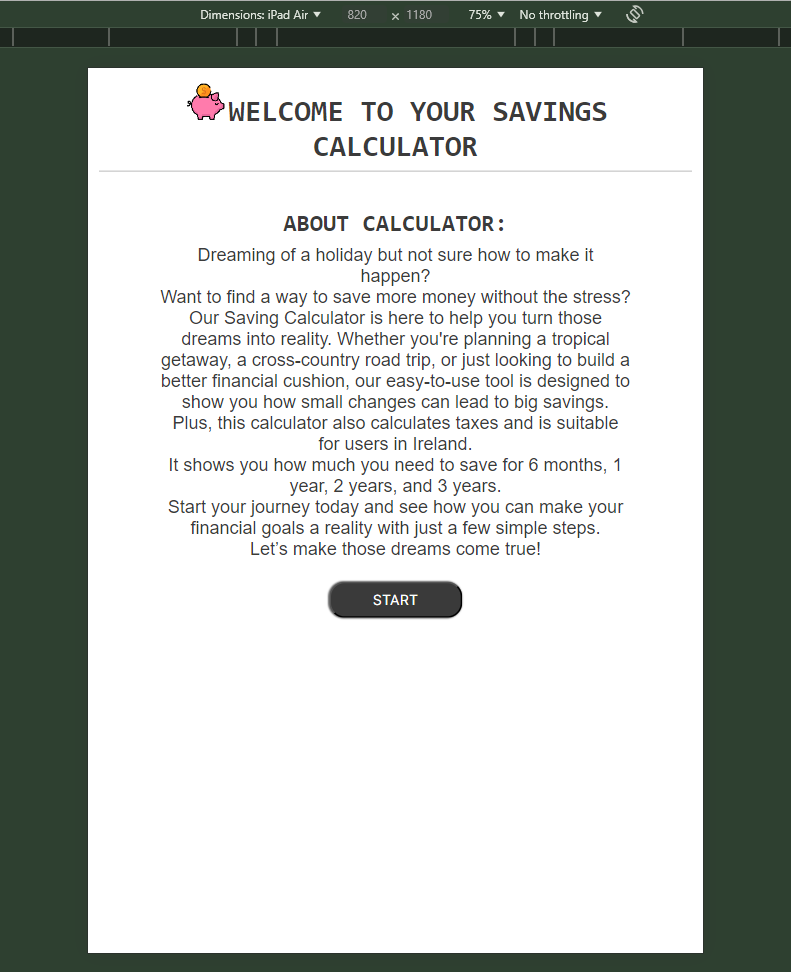 Dimensions: iPad Air 820 × 1180 75% No throttling
WELCOME TO YOUR SAVINGS
CALCULATOR
ABOUT CALCULATOR:
Dreaming of a holiday but not sure how to make it
happen?
Want to find a way to save more money without the stress?
Our Saving Calculator is here to help you turn those
dreams into reality. Whether you're planning a tropical
getaway, a cross-country road trip, or just looking to build a
better financial cushion, our easy-to-use tool is designed to
show you how small changes can lead to big savings.
Plus, this calculator also calculates taxes and is suitable
for users in Ireland.
It shows you how much you need to save for 6 months, 1
year, 2 years, and 3 years.
Start your journey today and see how you can make your
financial goals a reality with just a few simple steps.
Let’s make those dreams come true!
START